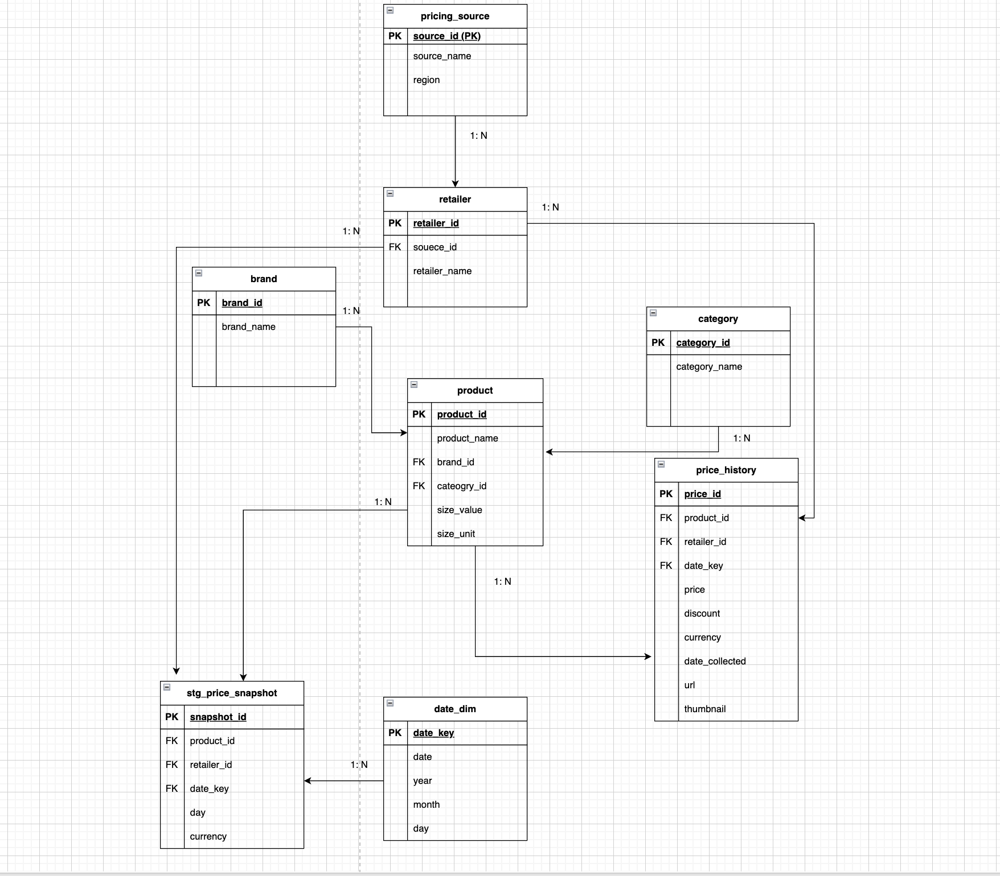 pricing_source
PK source_id (PK)
source_name
region
1: N
retailer
PK retailer_id
FK souece_id
retailer_name
1: N
1: N
brand
PK brand_id
brand_name
1: N
category
PK category_id
category_name
1: N
product
PK product_id
product_name
FK brand_id
FK cateogry_id
size_value
size_unit
1: N
1: N
price_history
PK price_id
FK product_id
FK retailer_id
FK date_key
price
discount
currency
date_collected
url
thumbnail
stg_price_snapshot
PK snapshot_id
FK product_id
FK retailer_id
FK date_key
day
currency
1: N
date_dim
PK date_key
date
year
month
day